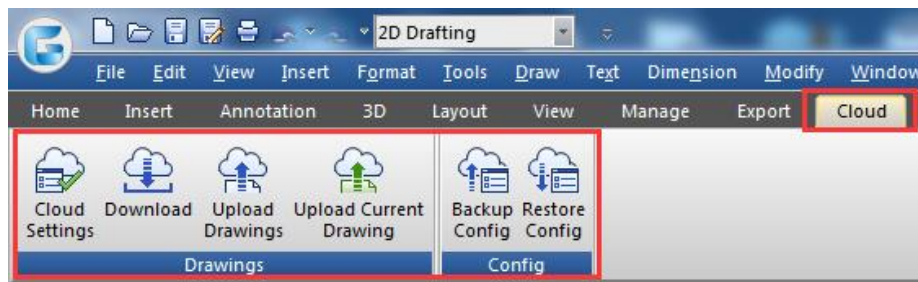 2D Drafting
File Edit View Insert Format Tools Draw Text Dimension Modify Window
Home Insert Annotation 3D Layout View Manage Export Cloud
Cloud Settings
Download
Upload Drawings
Upload Current Drawing
Backup Config
Restore Config
Drawings
Config